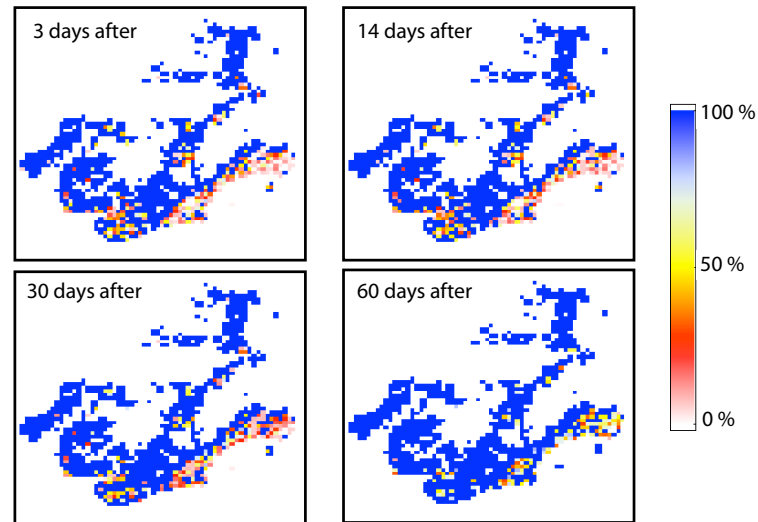 3 days after
14 days after
100 %
50 %
0 %
30 days after
60 days after